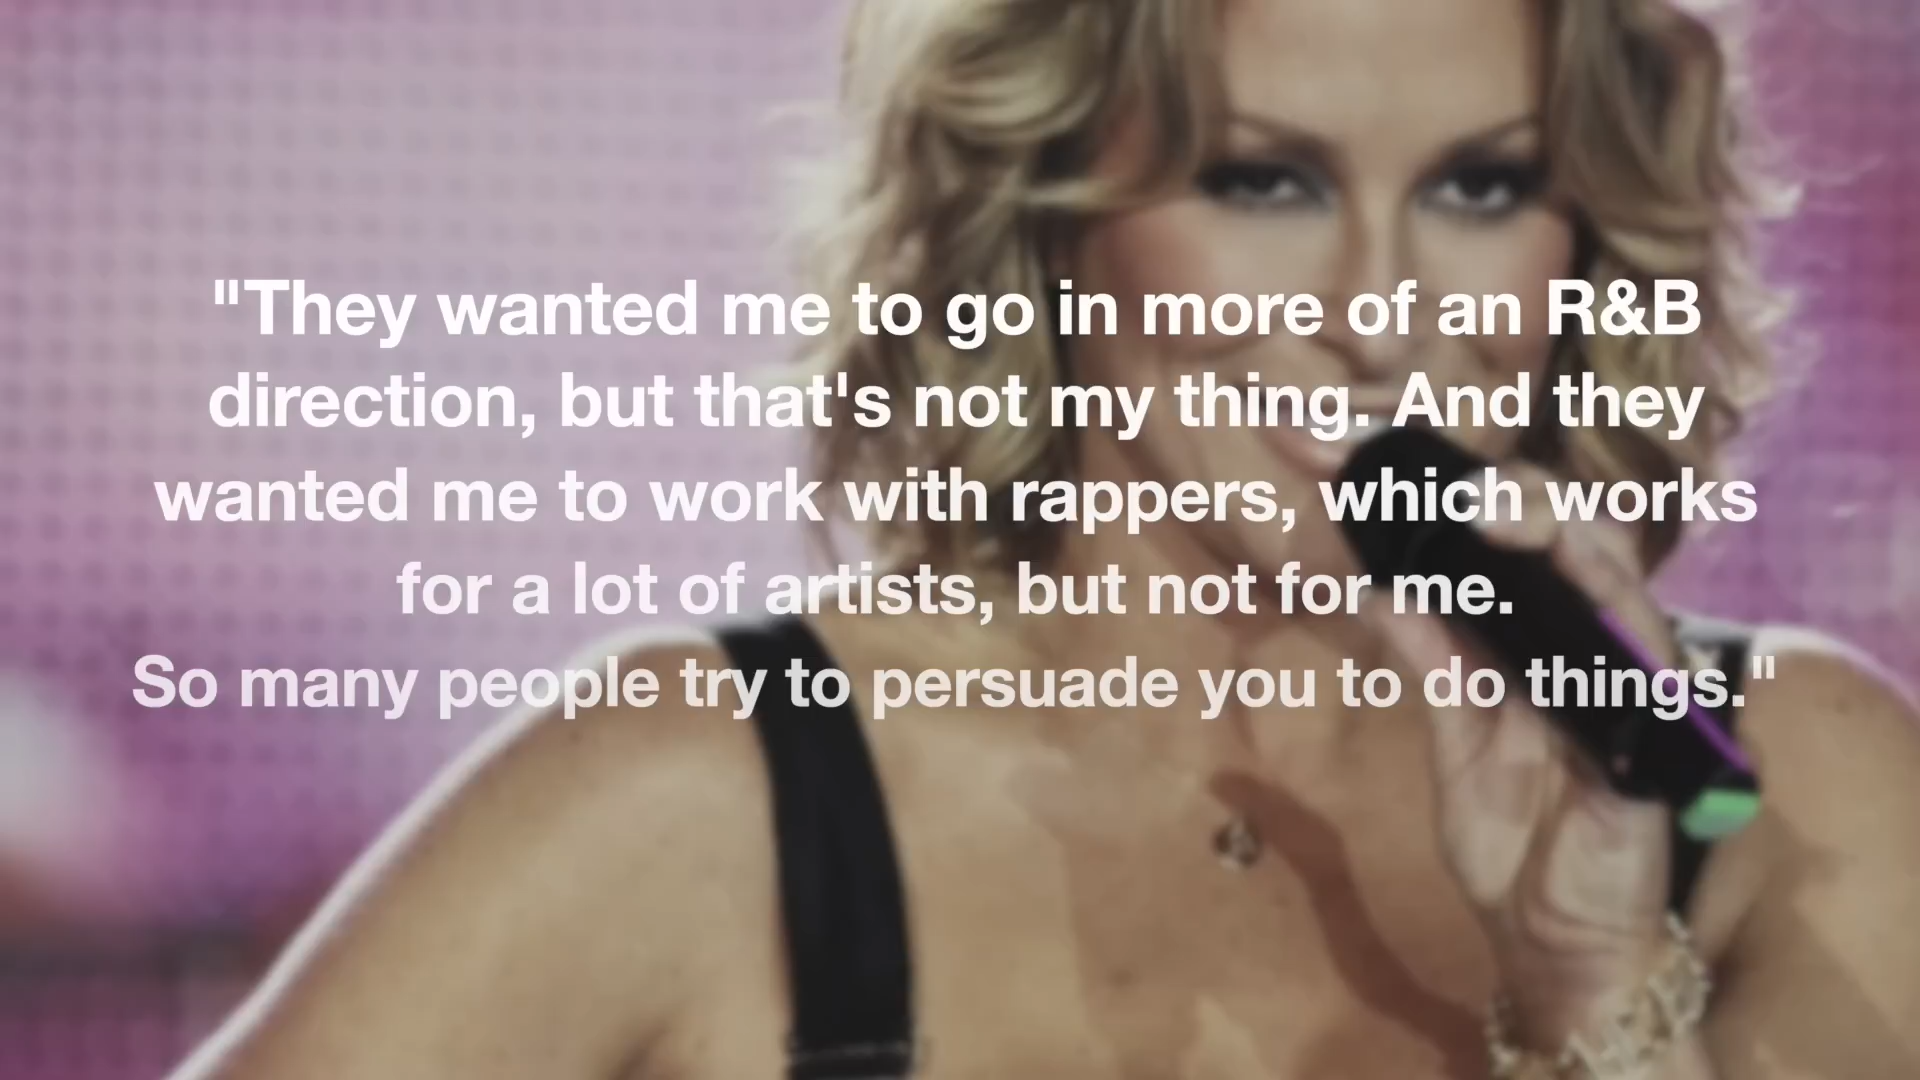 "They wanted me to go in more of an R&B
direction, but that's not my thing. And they
wanted me to work with rappers, which works
for a lot of artists, but not for me.
So many people try to persuade you to do things."